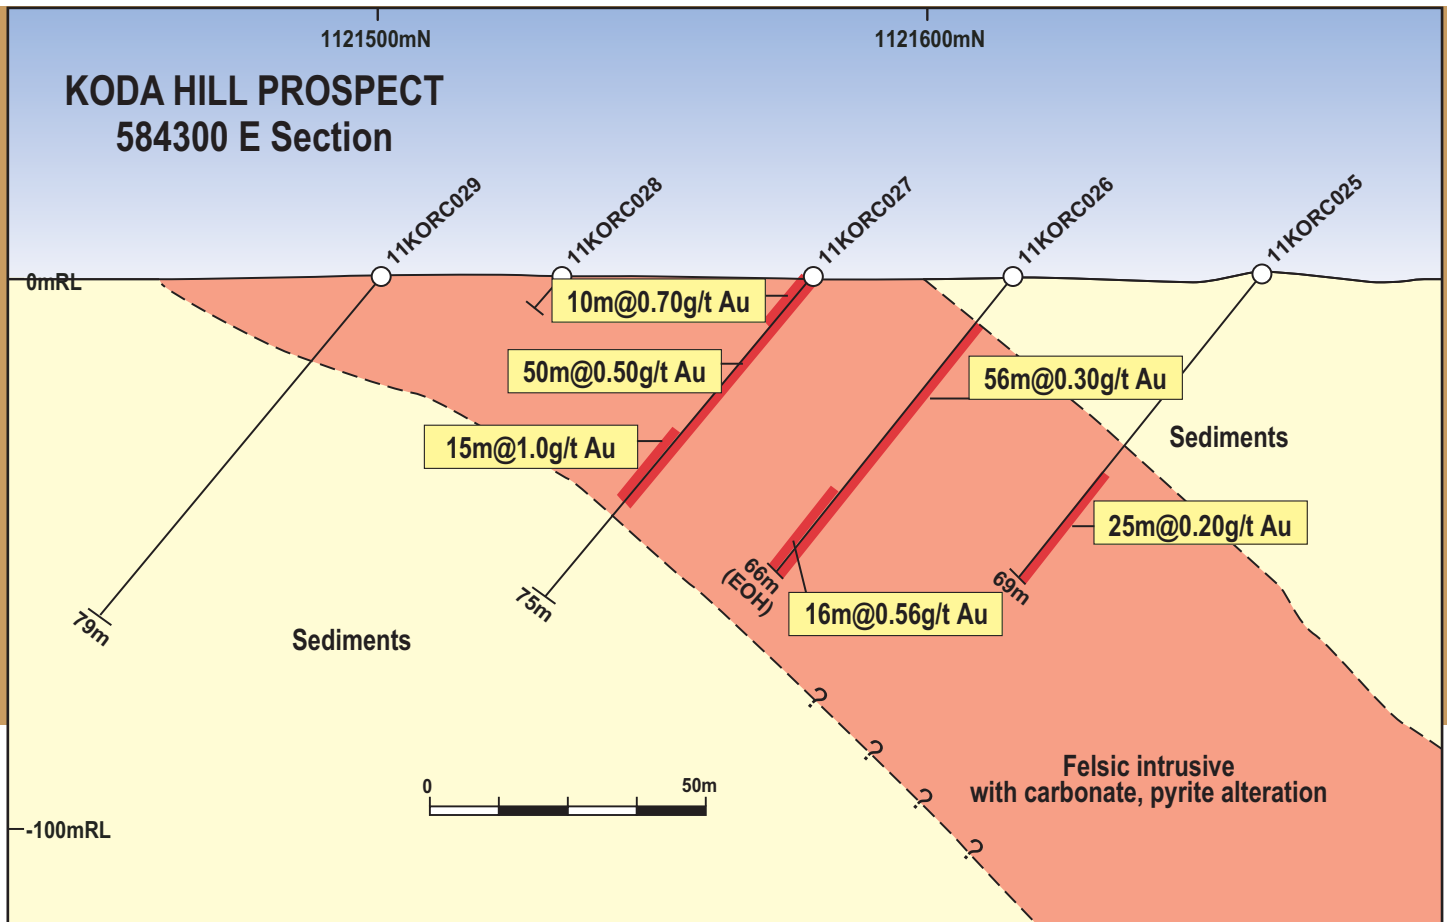 1121500mN
1121600mN
KODA HILL PROSPECT
584300 E Section
11KORC029
11KORC028
11KORC027
11KORC026
11KORC025
0mRL
10m@0.70g/t Au
50m@0.50g/t Au
56m@0.30g/t Au
15m@1.0g/t Au
Sediments
25m@0.20g/t Au
66m
(EOH)
69m
75m
16m@0.56g/t Au
79m
Sediments
?
?
Felsic intrusive
with carbonate, pyrite alteration
0
50m
?
-100mRL
?